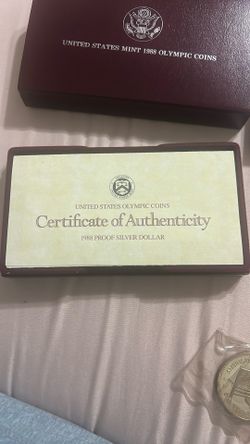 UNITED STATES MINT 1988 OLYMPIC COINS
UNITED STATES OLYMPIC COINS
Certificate of Authenticity
1988 PROOF SILVER DOLLAR